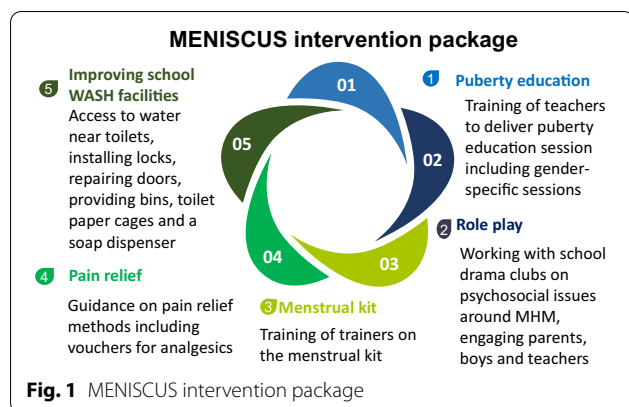 MENISCUS intervention package
01
02
03
04
05
1 Puberty education
Training of teachers
to deliver puberty
education session
including gender-
specific sessions
2 Role play
Working with school
drama clubs on
psychosocial issues
around MHM,
engaging parents,
boys and teachers
3 Menstrual kit
Training of trainers on
the menstrual kit
4 Pain relief
Guidance on pain relief
methods including
vouchers for analgesics
5 Improving school
WASH facilities
Access to water
near toilets,
installing locks,
repairing doors,
providing bins, toilet
paper cages and a
soap dispenser
Fig. 1 MENISCUS intervention package